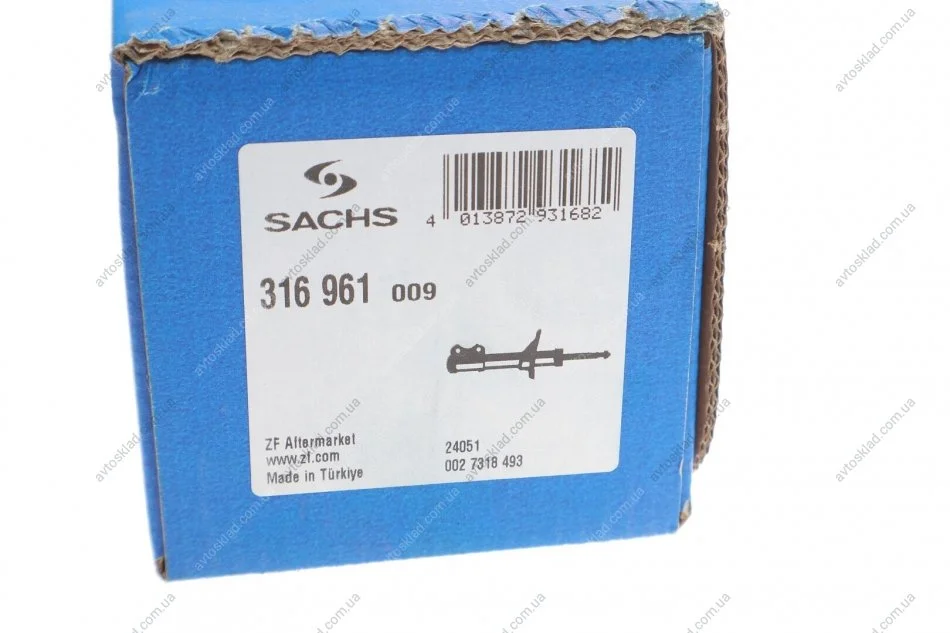 SACHS
4 013872 931682
316 961 009
ZF Aftermarket
www.zf.com
Made in Türkiye
24051
002 7318 493
avtosklad.com.ua